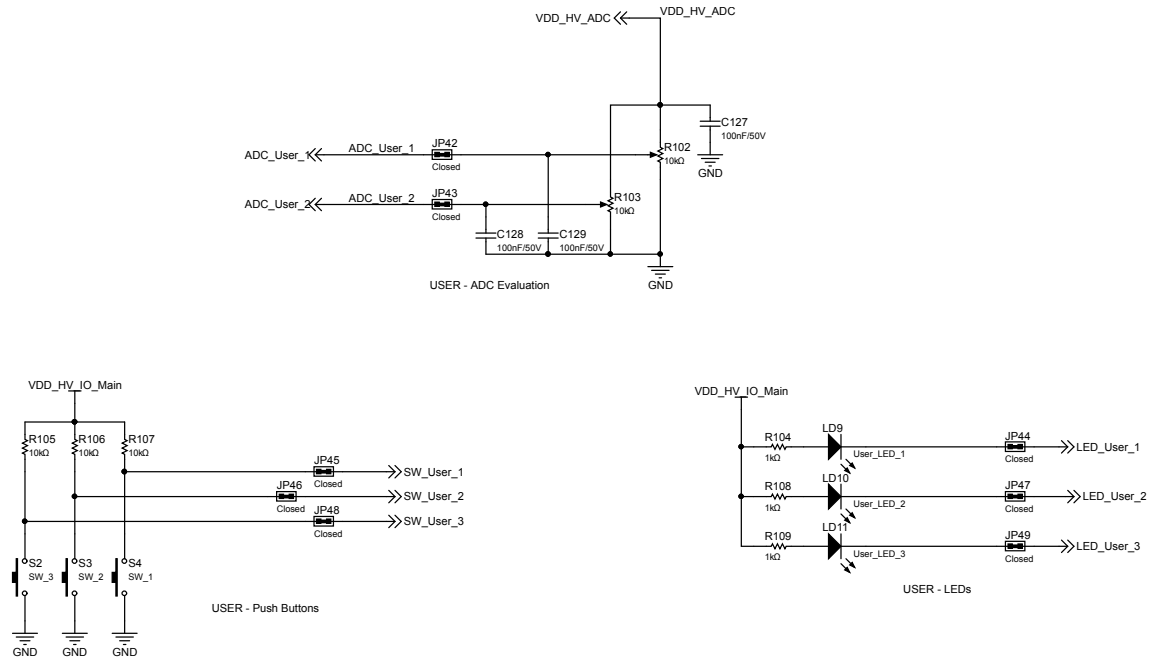 VDD_HV_ADC
VDD_HV_ADC
C127
100nF/50V
GND
ADC_User_1
ADC_User_1
JP42
Closed
R102
10kΩ
ADC_User_2
ADC_User_2
JP43
Closed
R103
10kΩ
C128
100nF/50V
C129
100nF/50V
GND
USER - ADC Evaluation
VDD_HV_IO_Main
R105
10kΩ
R106
10kΩ
R107
10kΩ
JP45
Closed
SW_User_1
JP46
Closed
SW_User_2
JP48
Closed
SW_User_3
S2
SW_3
S3
SW_2
S4
SW_1
GND
GND
GND
USER - Push Buttons
VDD_HV_IO_Main
R104
1kΩ
LD9
User_LED_1
JP44
Closed
LED_User_1
R108
1kΩ
LD10
User_LED_2
JP47
Closed
LED_User_2
R109
1kΩ
LD11
User_LED_3
JP49
Closed
LED_User_3
USER - LEDs